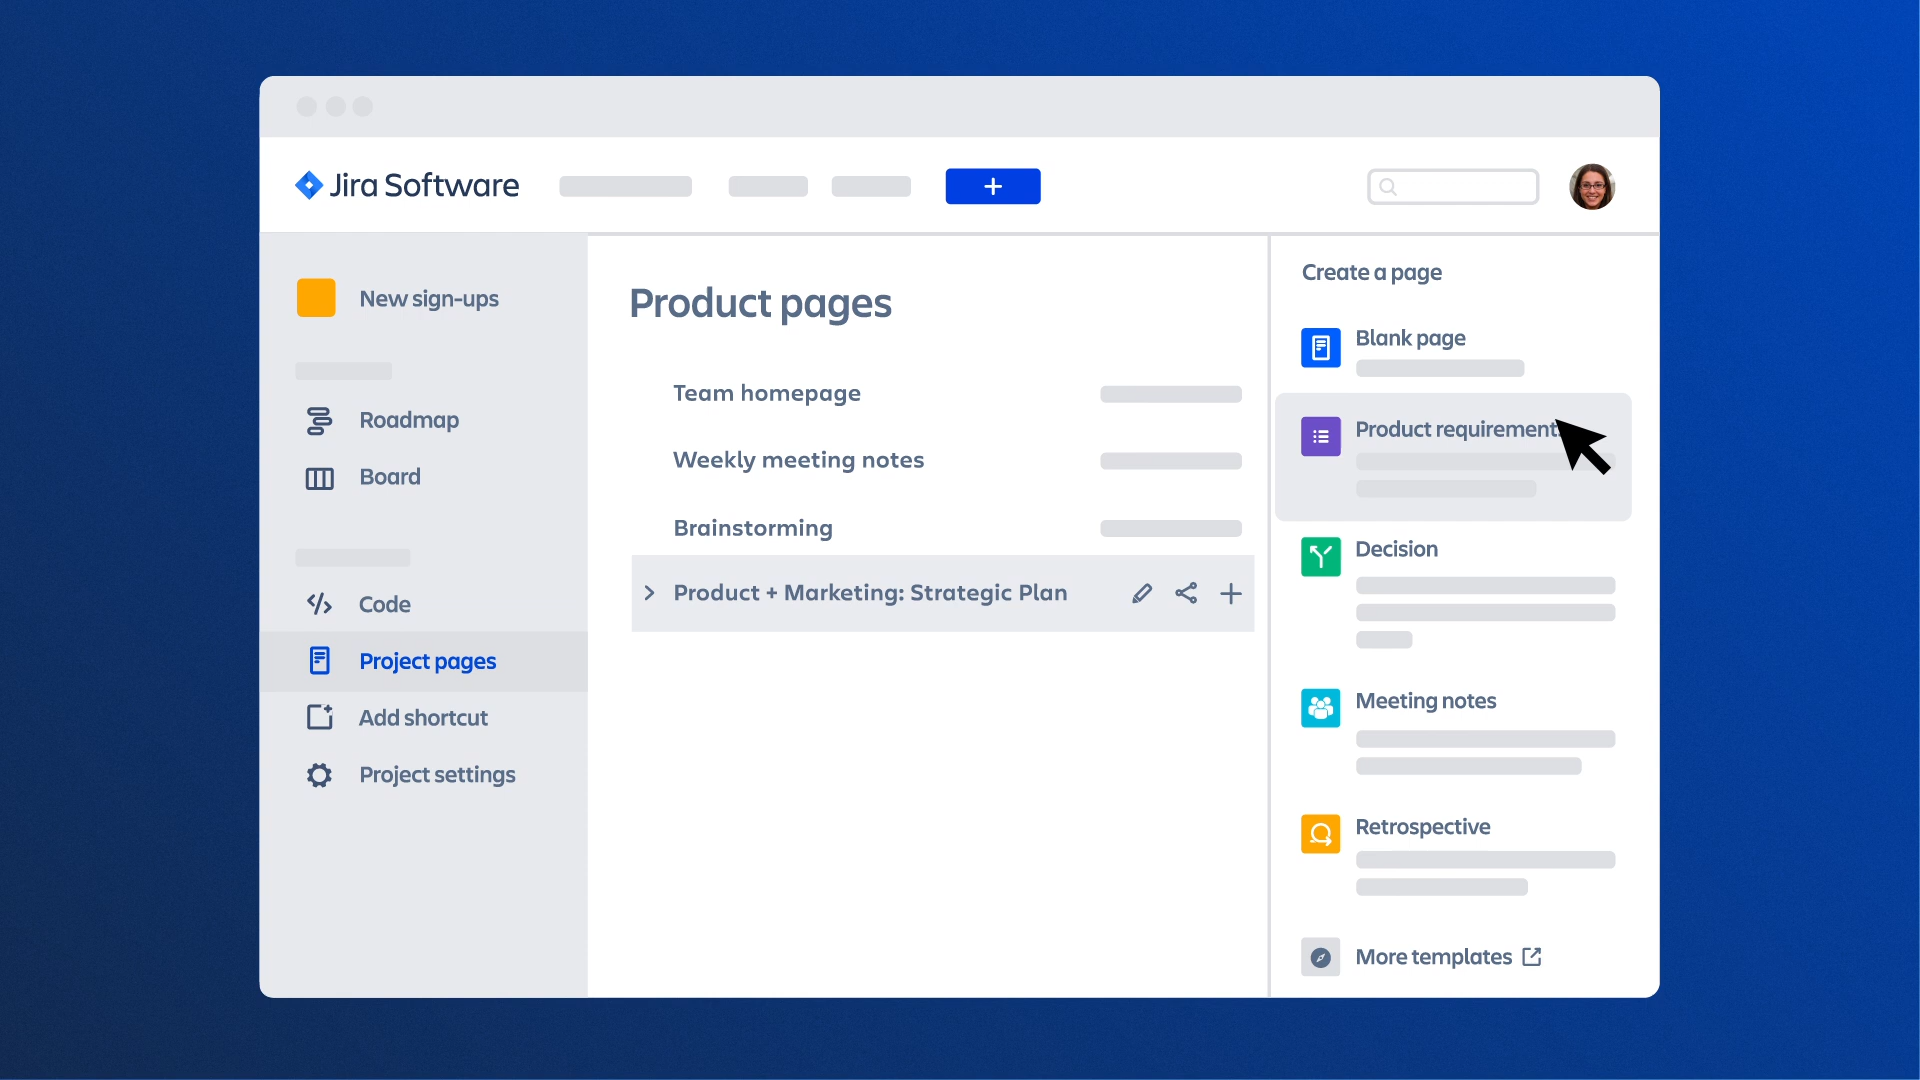 Jira Software
New sign-ups
Roadmap
Board
Code
Project pages
Add shortcut
Project settings
Product pages
Team homepage
Weekly meeting notes
Brainstorming
Product + Marketing: Strategic Plan
Create a page
Blank page
Product requirement
Decision
Meeting notes
Retrospective
More templates